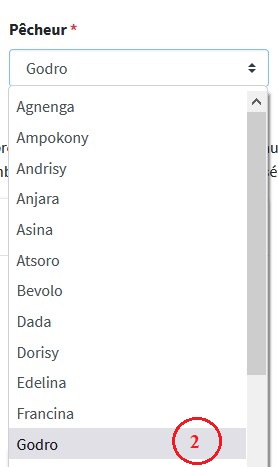 Pêcheur *
Godro
Agnenga
Ampokony
Andrisy
Anjara
Asina
Atsoro
Bevolo
Dada
Dorisy
Edelina
Francina
Godro 2